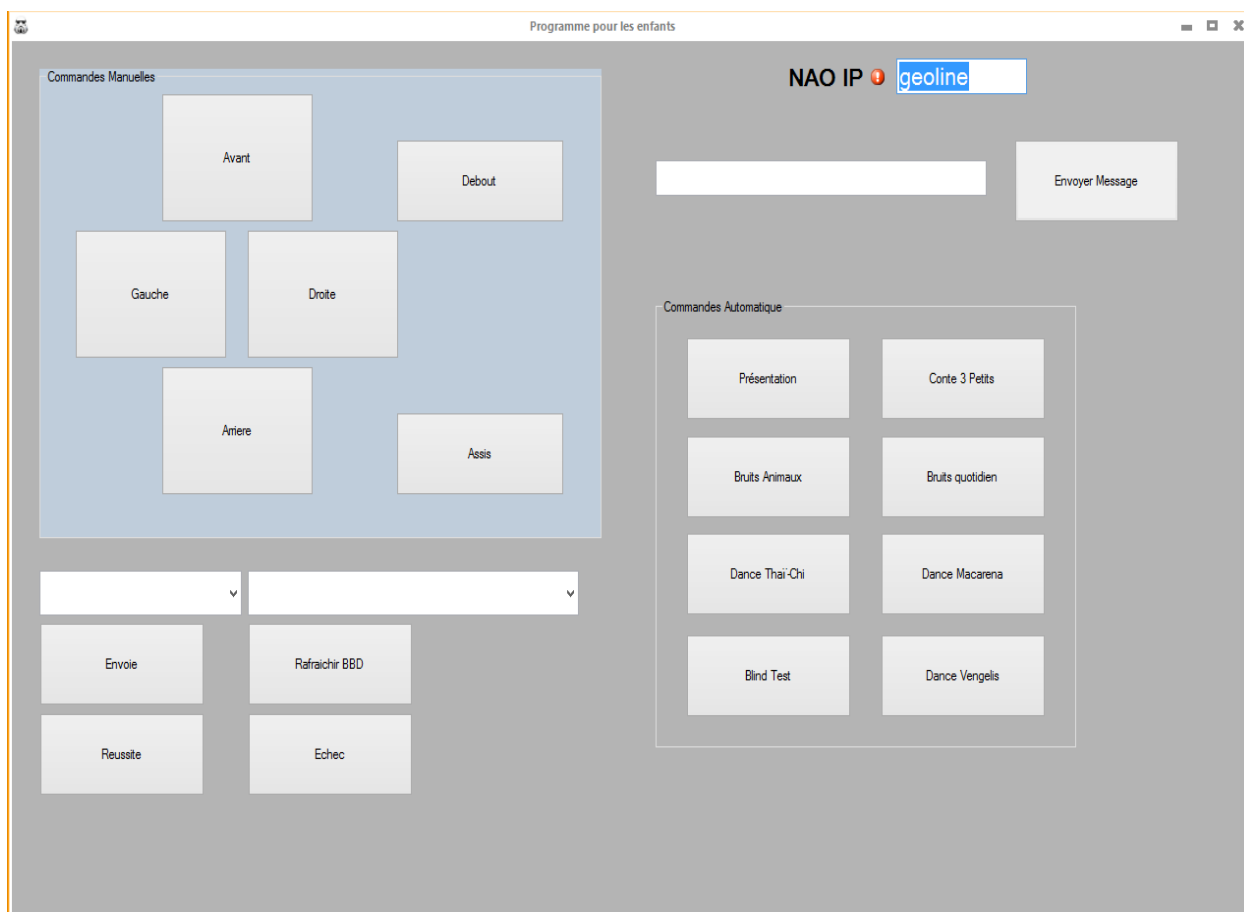 Programme pour les enfants
Commandes Manuelles
Avant
Debout
Gauche
Droite
Arriere
Assis
Envoie
Rafraichir BBD
Reussite
Echec
NAO IP geoline
Envoyer Message
Commandes Automatique
Présentation
Conte 3 Petits
Bruits Animaux
Bruits quotidien
Dance Thaï-Chi
Dance Macarena
Blind Test
Dance Vengelis